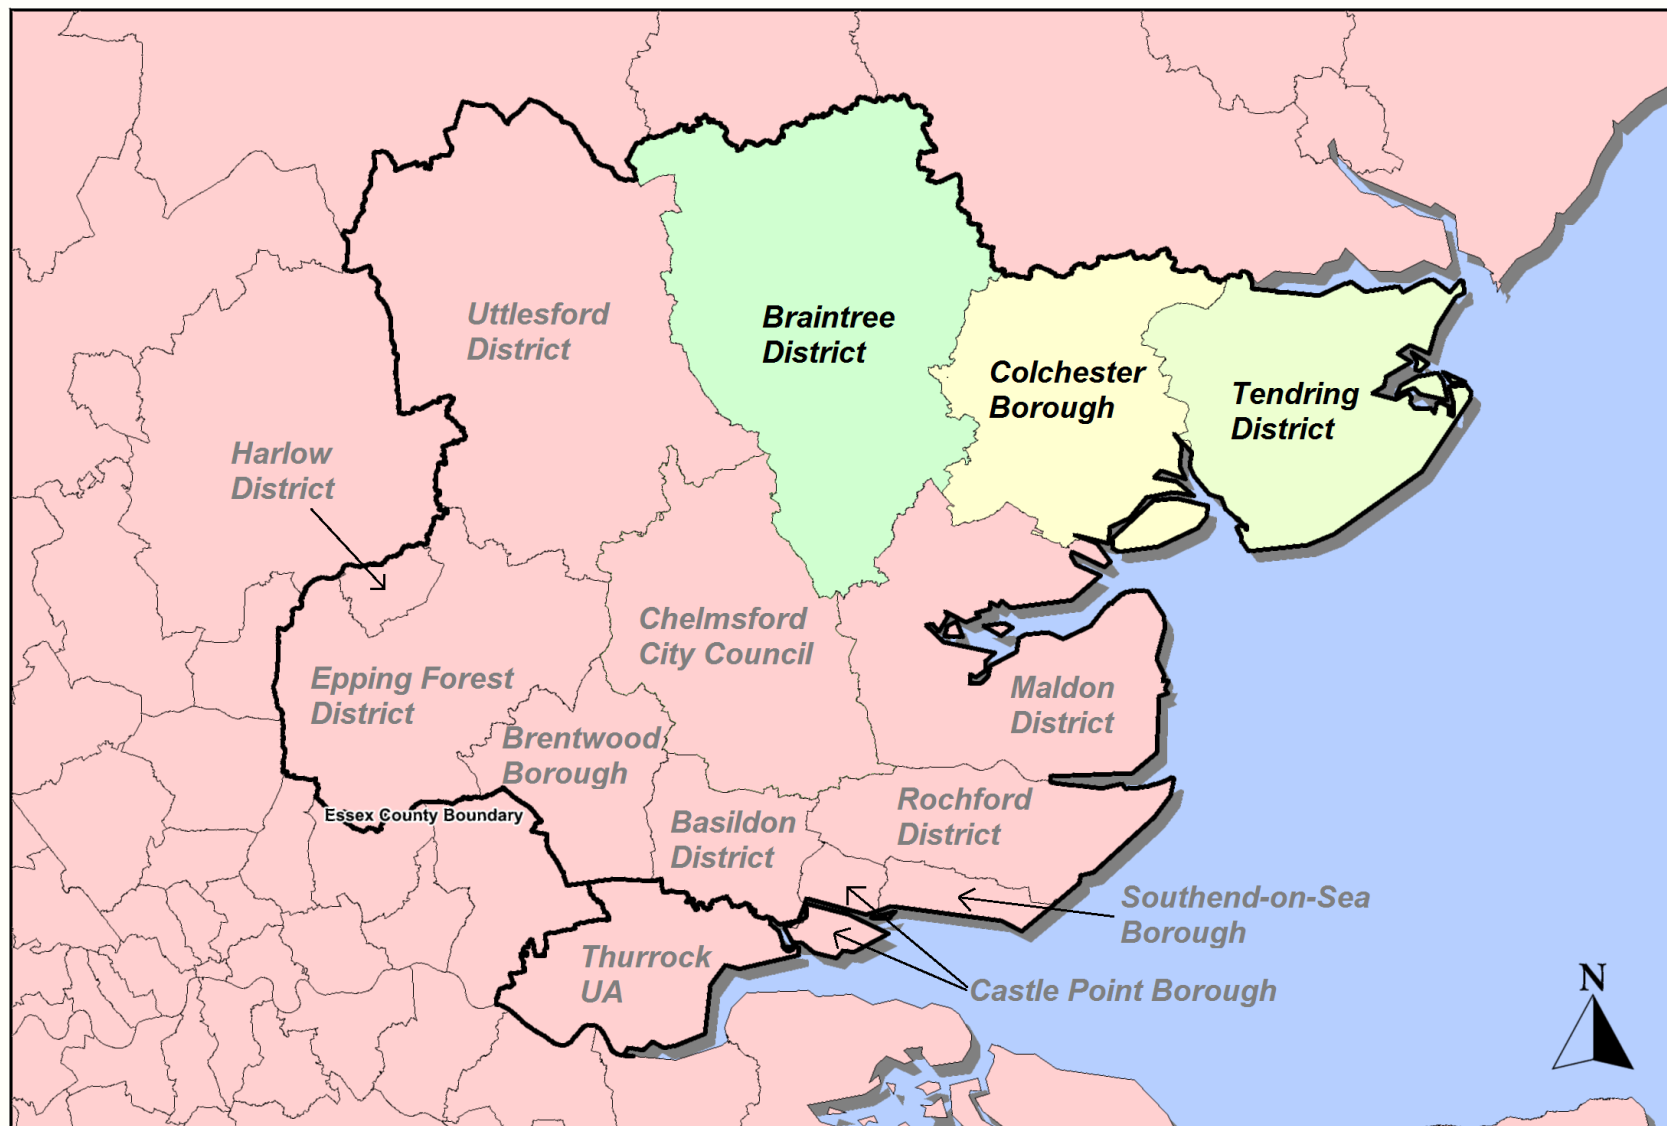 Uttlesford
District
Braintree
District
Colchester
Borough
Tendring
District
Harlow
District
Chelmsford
City Council
Epping Forest
District
Maldon
District
Brentwood
Borough
Essex County Boundary
Rochford
District
Basildon
District
Southend-on-Sea
Borough
Thurrock
UA
Castle Point Borough
N